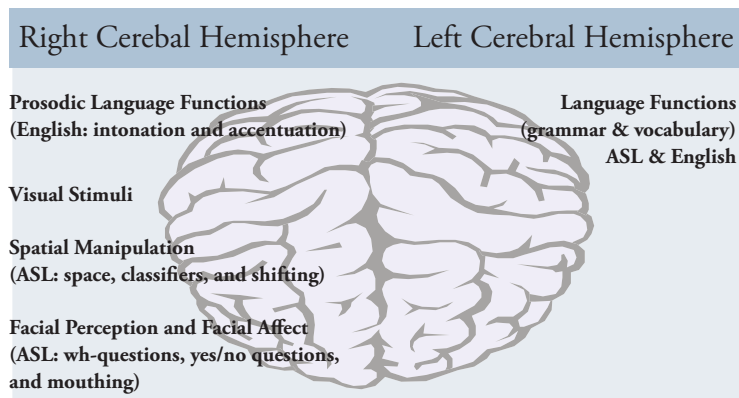 Right Cerebal Hemisphere
Left Cerebral Hemisphere
Prosodic Language Functions
(English: intonation and accentuation)
Visual Stimuli
Spatial Manipulation
(ASL: space, classifiers, and shifting)
Facial Perception and Facial Affect
(ASL: wh-questions, yes/no questions,
and mouthing)
Language Functions
(grammar & vocabulary)
ASL & English